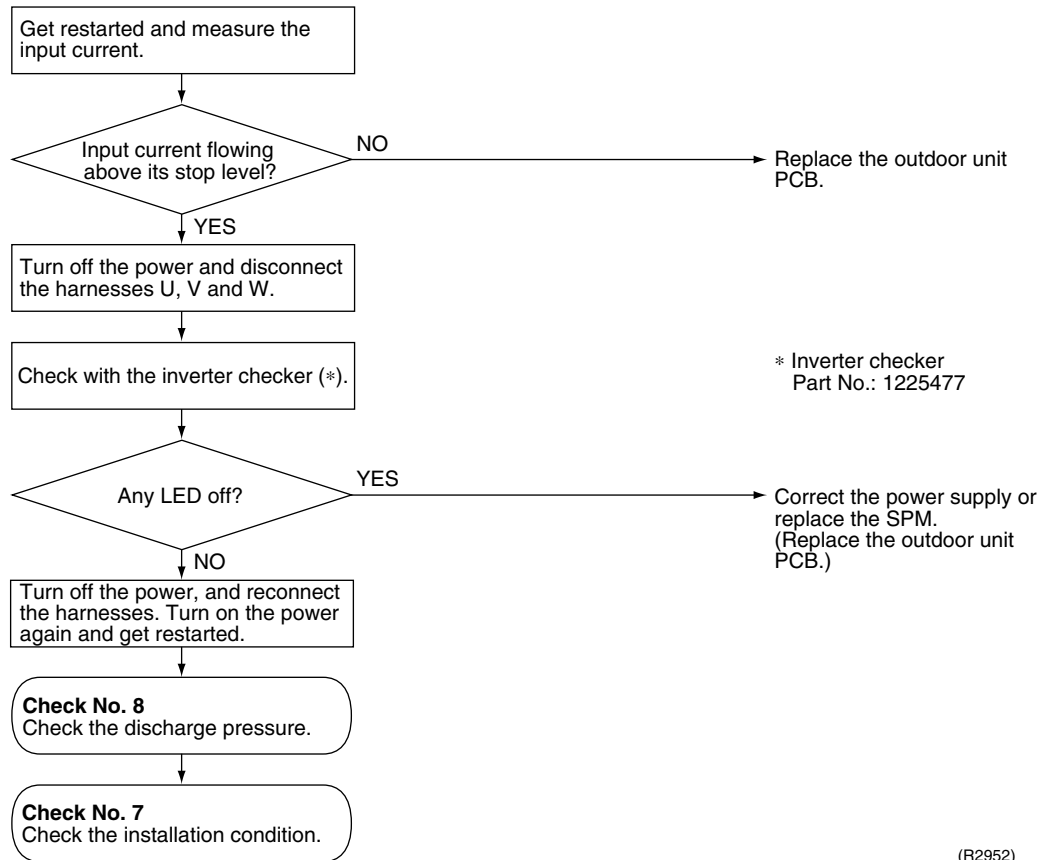 Get restarted and measure the
input current.
Input current flowing
above its stop level?
NO
Replace the outdoor unit
PCB.
YES
Turn off the power and disconnect
the harnesses U, V and W.
Check with the inverter checker (*).
* Inverter checker
Part No.: 1225477
Any LED off?
YES
Correct the power supply or
replace the SPM.
(Replace the outdoor unit
PCB.)
NO
Turn off the power, and reconnect
the harnesses. Turn on the power
again and get restarted.
Check No. 8
Check the discharge pressure.
Check No. 7
Check the installation condition.
(R2952)